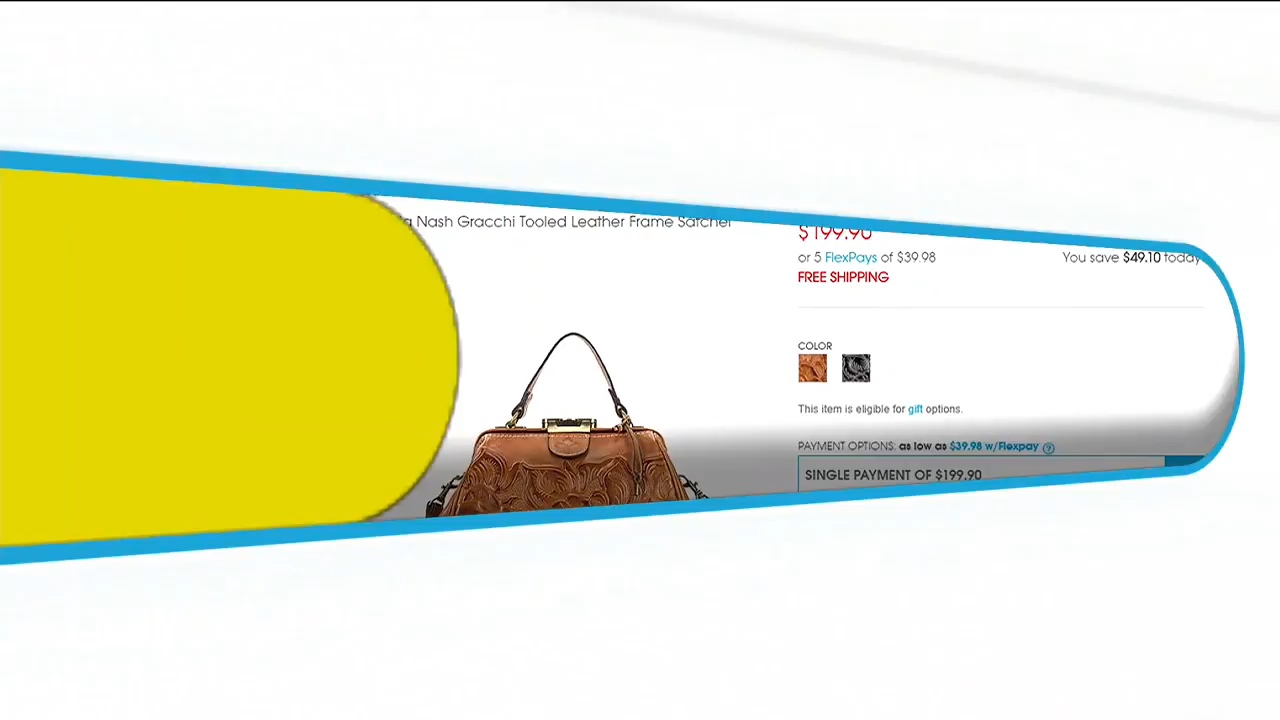 Nash Gracchi Tooled Leather Frame Satchel
$199.90
or 5 FlexPays of $39.98
You save $49.10 today
FREE SHIPPING
COLOR
This item is eligible for gift options.
PAYMENT OPTIONS: as low as $39.98 w/Flexpay ?
SINGLE PAYMENT OF $199.90